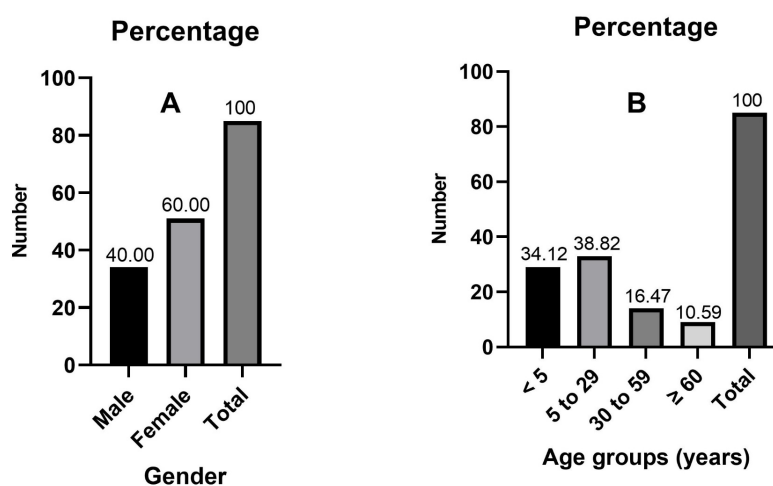 Percentage
A
100
80
60
40
20
0
Number
40.00
60.00
100
Male
Female
Total
Gender
Percentage
B
100
80
60
40
20
0
Number
34.12
38.82
16.47
10.59
100
< 5
5 to 29
30 to 59
≥ 60
Total
Age groups (years)